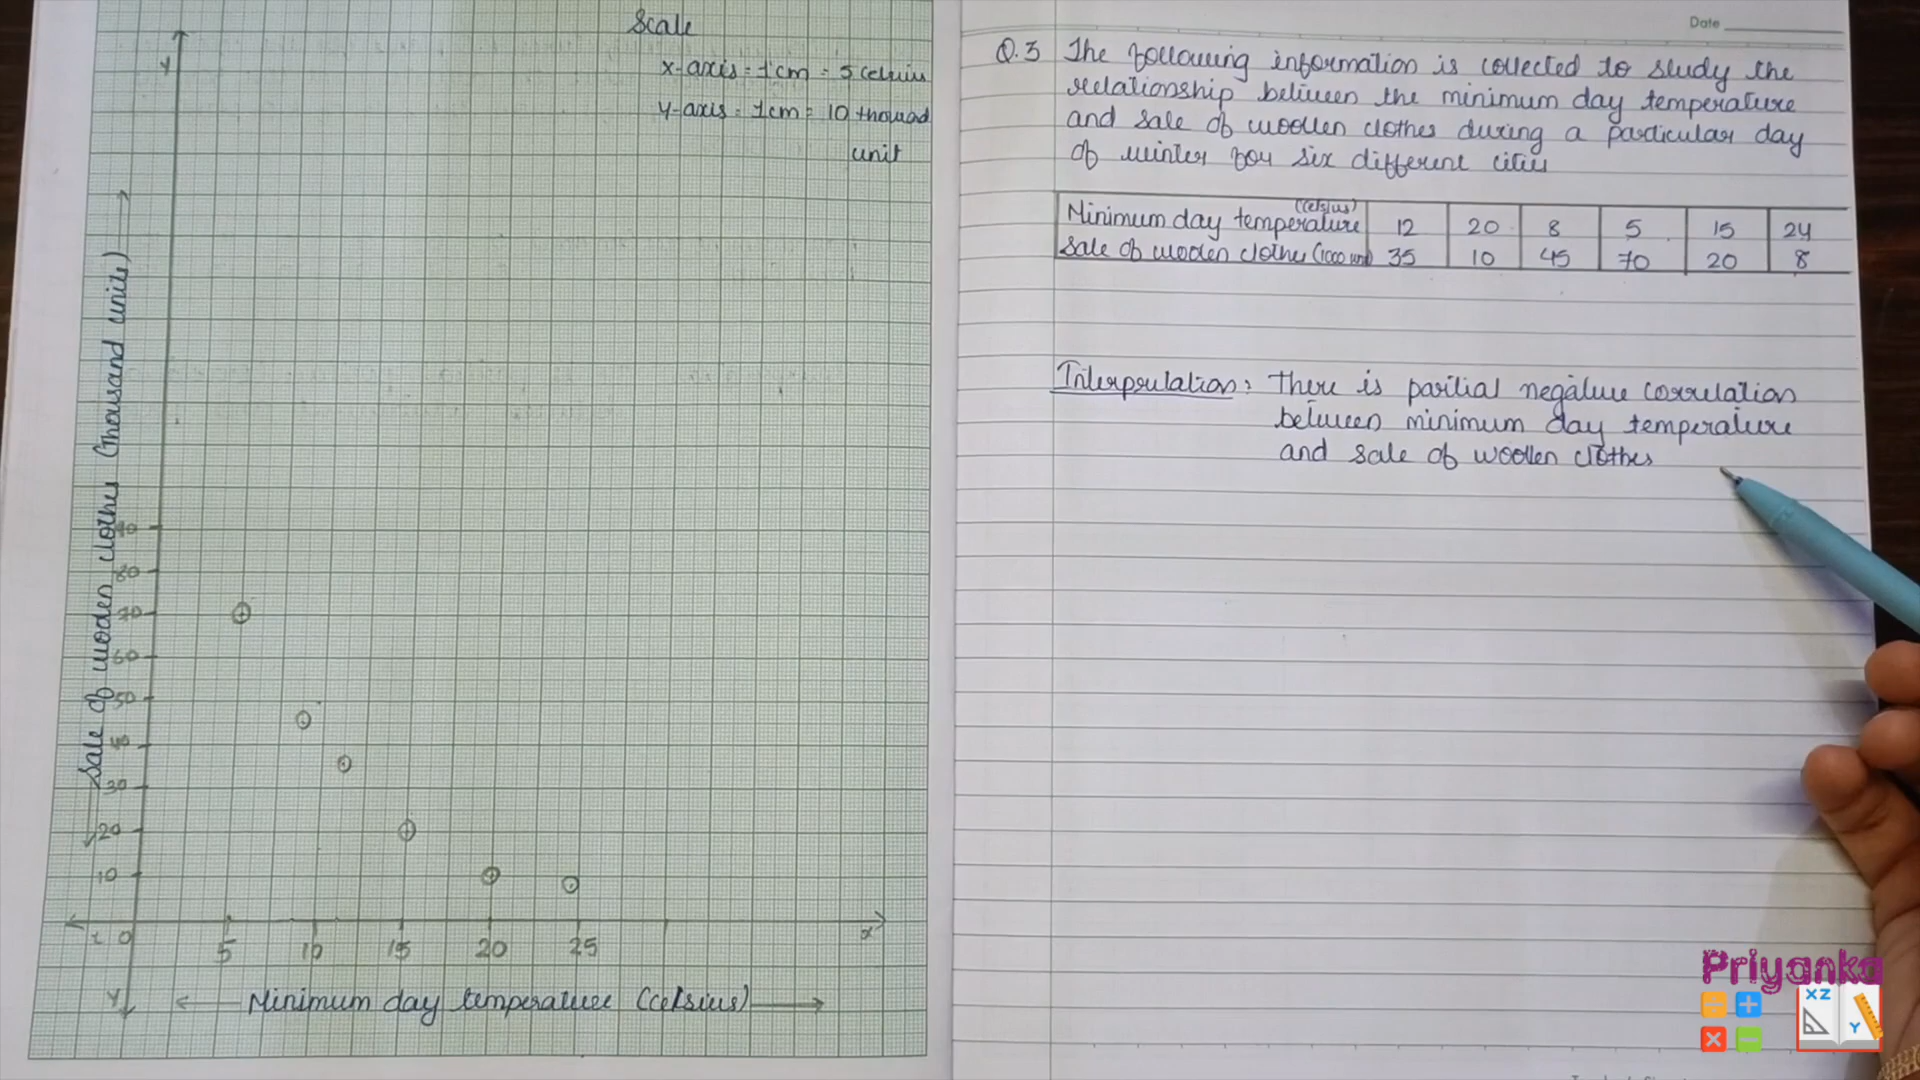 Scale
x-axis = 1cm = 5 celsius
y-axis = 1cm = 10 thousand
unit
Y
Sale of wooden clothes (thousand units)
90
80
70
60
50
40
30
20
10
x 0 5 10 15 20 25 x
Y
Minimum day temperature (celsius)
Date
Q.3 The following information is collected to study the
relationship between the minimum day temperature
and sale of woollen clothes during a particular day
of winter for six different cities
Minimum day temperature (celsius) 12 20 8 5 15 24
Sale of wooden clothes (1000 unit) 35 10 45 70 20 8
Interpretation: There is partial negative correlation
between minimum day temperature
and sale of woollen clothes
Priyanka
XZ
Y